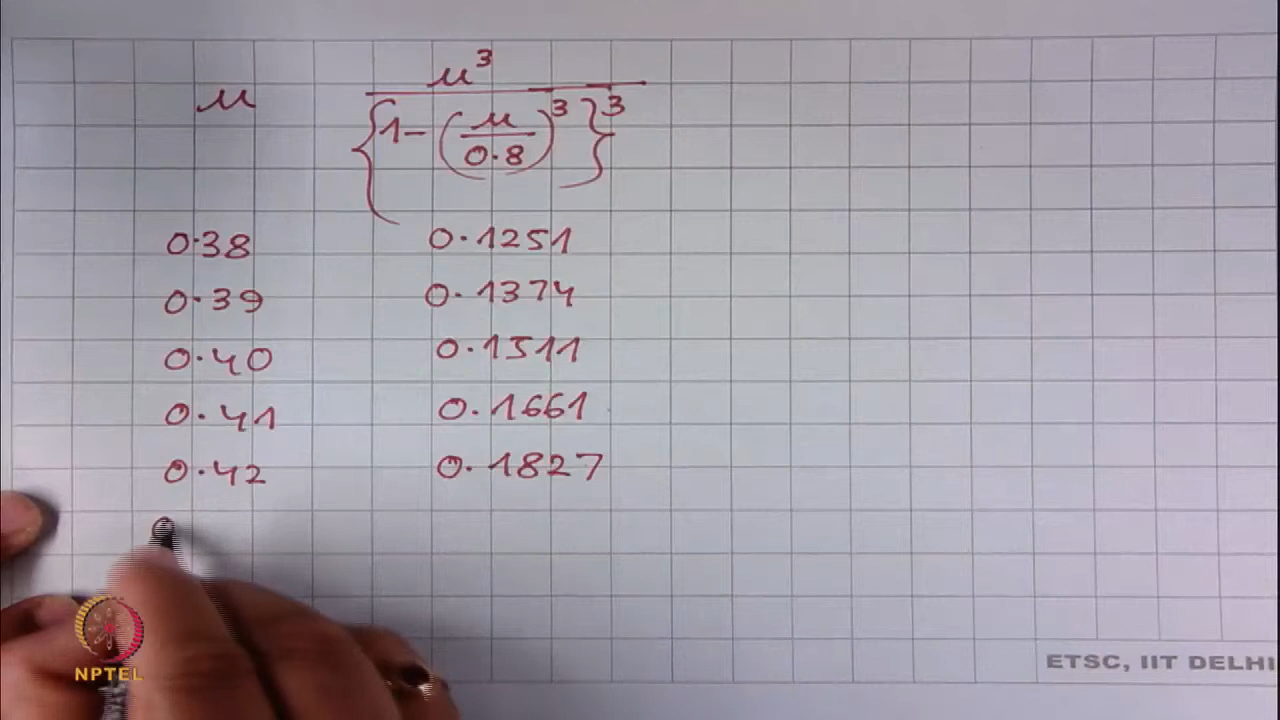 μ μ³ / {1 - (μ / 0.8)³}³
0.38 0.1251
0.39 0.1374
0.40 0.1511
0.41 0.1661
0.42 0.1827
0
NPTEL
ETSC, IIT DELHI